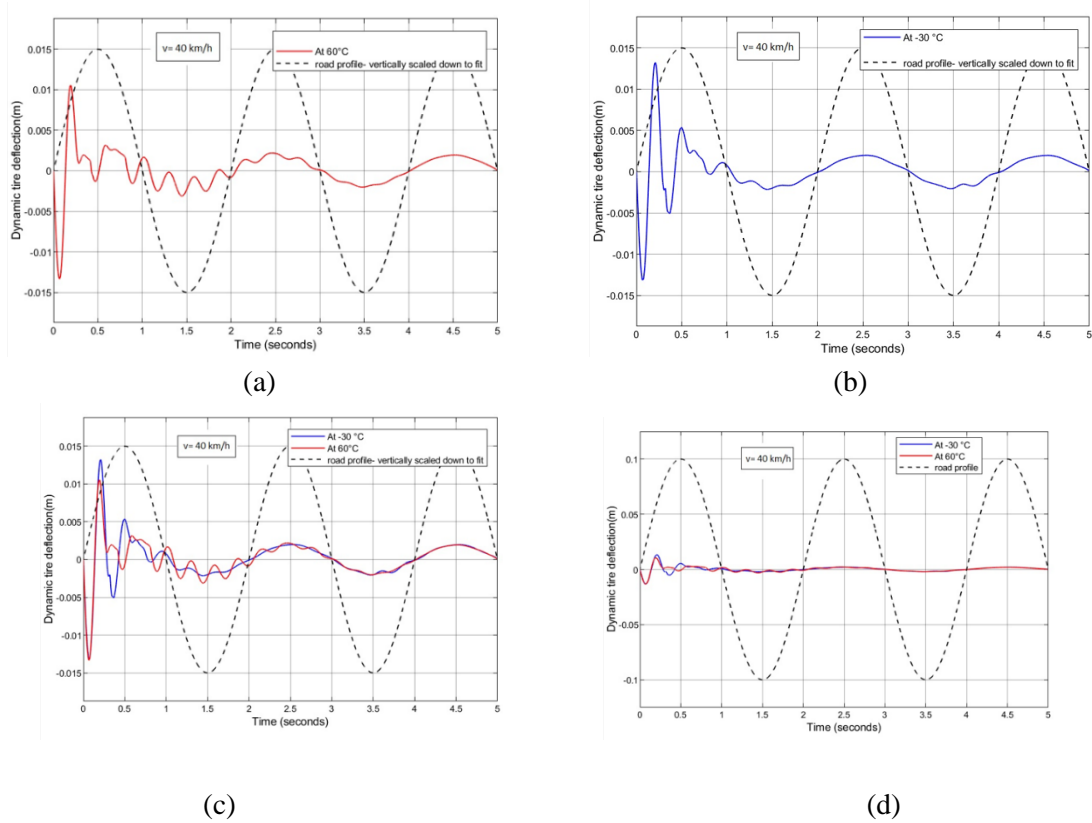 v= 40 km/h
At 60°C
road profile- vertically scaled down to fit
Dynamic tire deflection(m)
0.015
0.01
0.005
0
-0.005
-0.01
-0.015
0 0.5 1 1.5 2 2.5 3 3.5 4 4.5 5
Time (seconds)
(a)
v= 40 km/h
At -30 °C
road profile- vertically scaled down to fit
Dynamic tire deflection(m)
0.015
0.01
0.005
0
-0.005
-0.01
-0.015
0 0.5 1 1.5 2 2.5 3 3.5 4 4.5 5
Time (seconds)
(b)
v= 40 km/h
At -30 °C
At 60°C
road profile- vertically scaled down to fit
Dynamic tire deflection(m)
0.015
0.01
0.005
0
-0.005
-0.01
-0.015
0 0.5 1 1.5 2 2.5 3 3.5 4 4.5 5
Time (seconds)
(c)
v= 40 km/h
At -30 °C
At 60°C
road profile
Dynamic tire deflection(m)
0.1
0.05
0
-0.05
-0.1
0 0.5 1 1.5 2 2.5 3 3.5 4 4.5 5
Time (seconds)
(d)